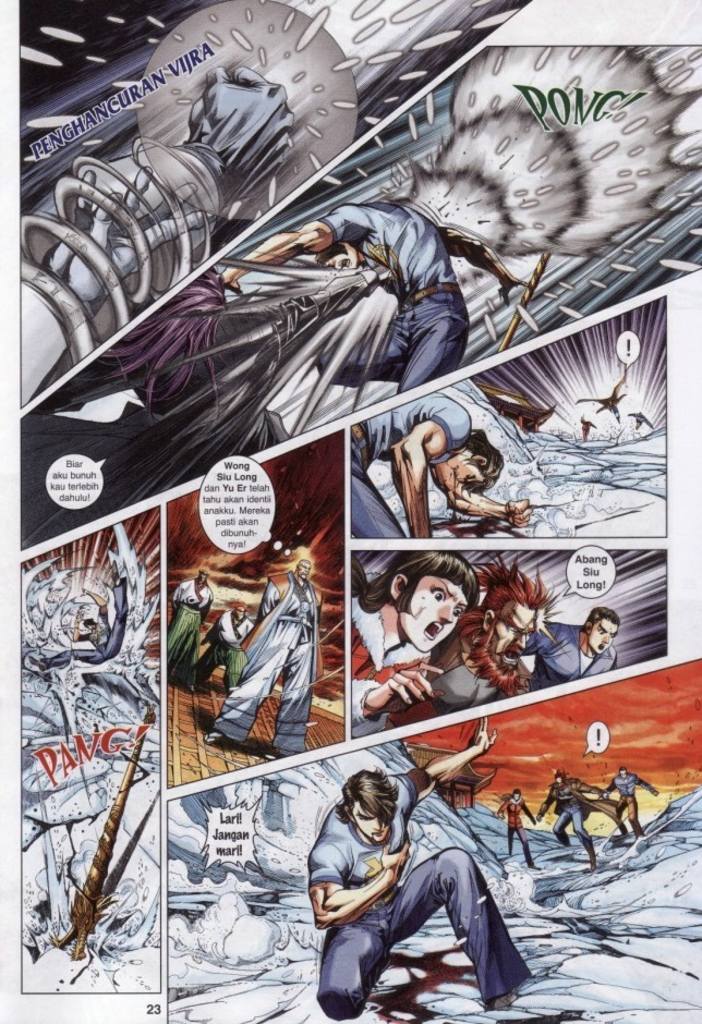 PENGHANCURAN VIJRA
PONG!
Biar
aku bunuh
kau terlebih
dahulu!
!
Wong
Siu Long
dan Yu Er telah
tahu akan identiti
anakku. Mereka
pasti akan
dibunuh-
nya!
Abang
Siu
Long!
PANG!
Lari!
Jangan
mari!
!
23